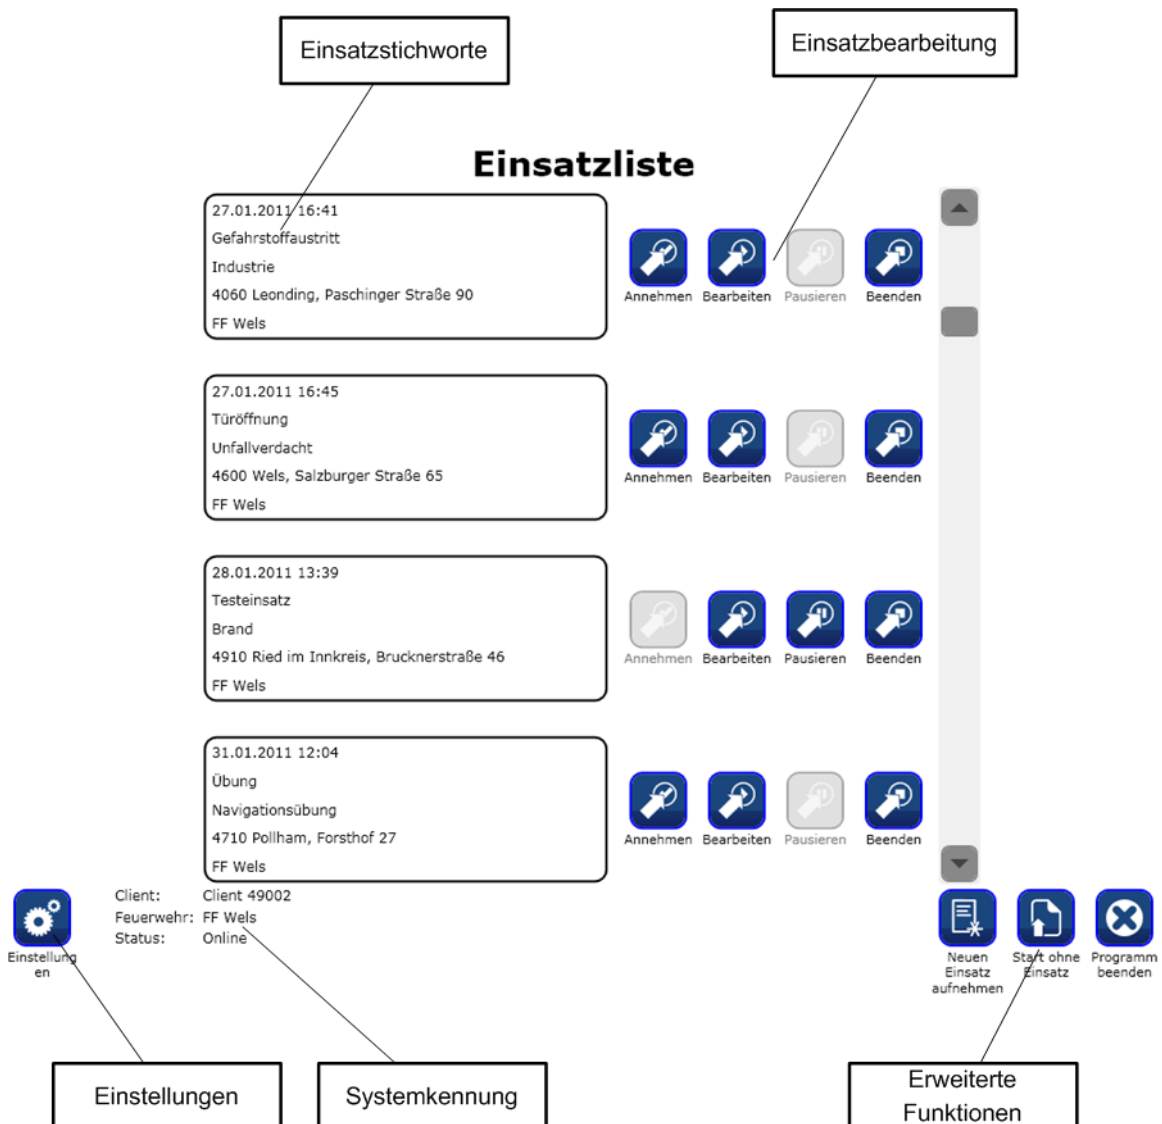 Einsatzstichworte
Einsatzbearbeitung
Einsatzliste
27.01.2011 16:41
Gefahrstoffaustritt
Industrie
4060 Leonding, Paschinger Straße 90
FF Wels
Annehmen Bearbeiten Pausieren Beenden
27.01.2011 16:45
Türöffnung
Unfallverdacht
4600 Wels, Salzburger Straße 65
FF Wels
Annehmen Bearbeiten Pausieren Beenden
28.01.2011 13:39
Testeinsatz
Brand
4910 Ried im Innkreis, Brucknerstraße 46
FF Wels
Annehmen Bearbeiten Pausieren Beenden
31.01.2011 12:04
Übung
Navigationsübung
4710 Pollham, Forsthof 27
FF Wels
Annehmen Bearbeiten Pausieren Beenden
Einstellung
en
Client: Client 49002
Feuerwehr: FF Wels
Status: Online
Neuen
Einsatz
aufnehmen
Start ohne
Einsatz
Programm
beenden
Einstellungen
Systemkennung
Erweiterte
Funktionen